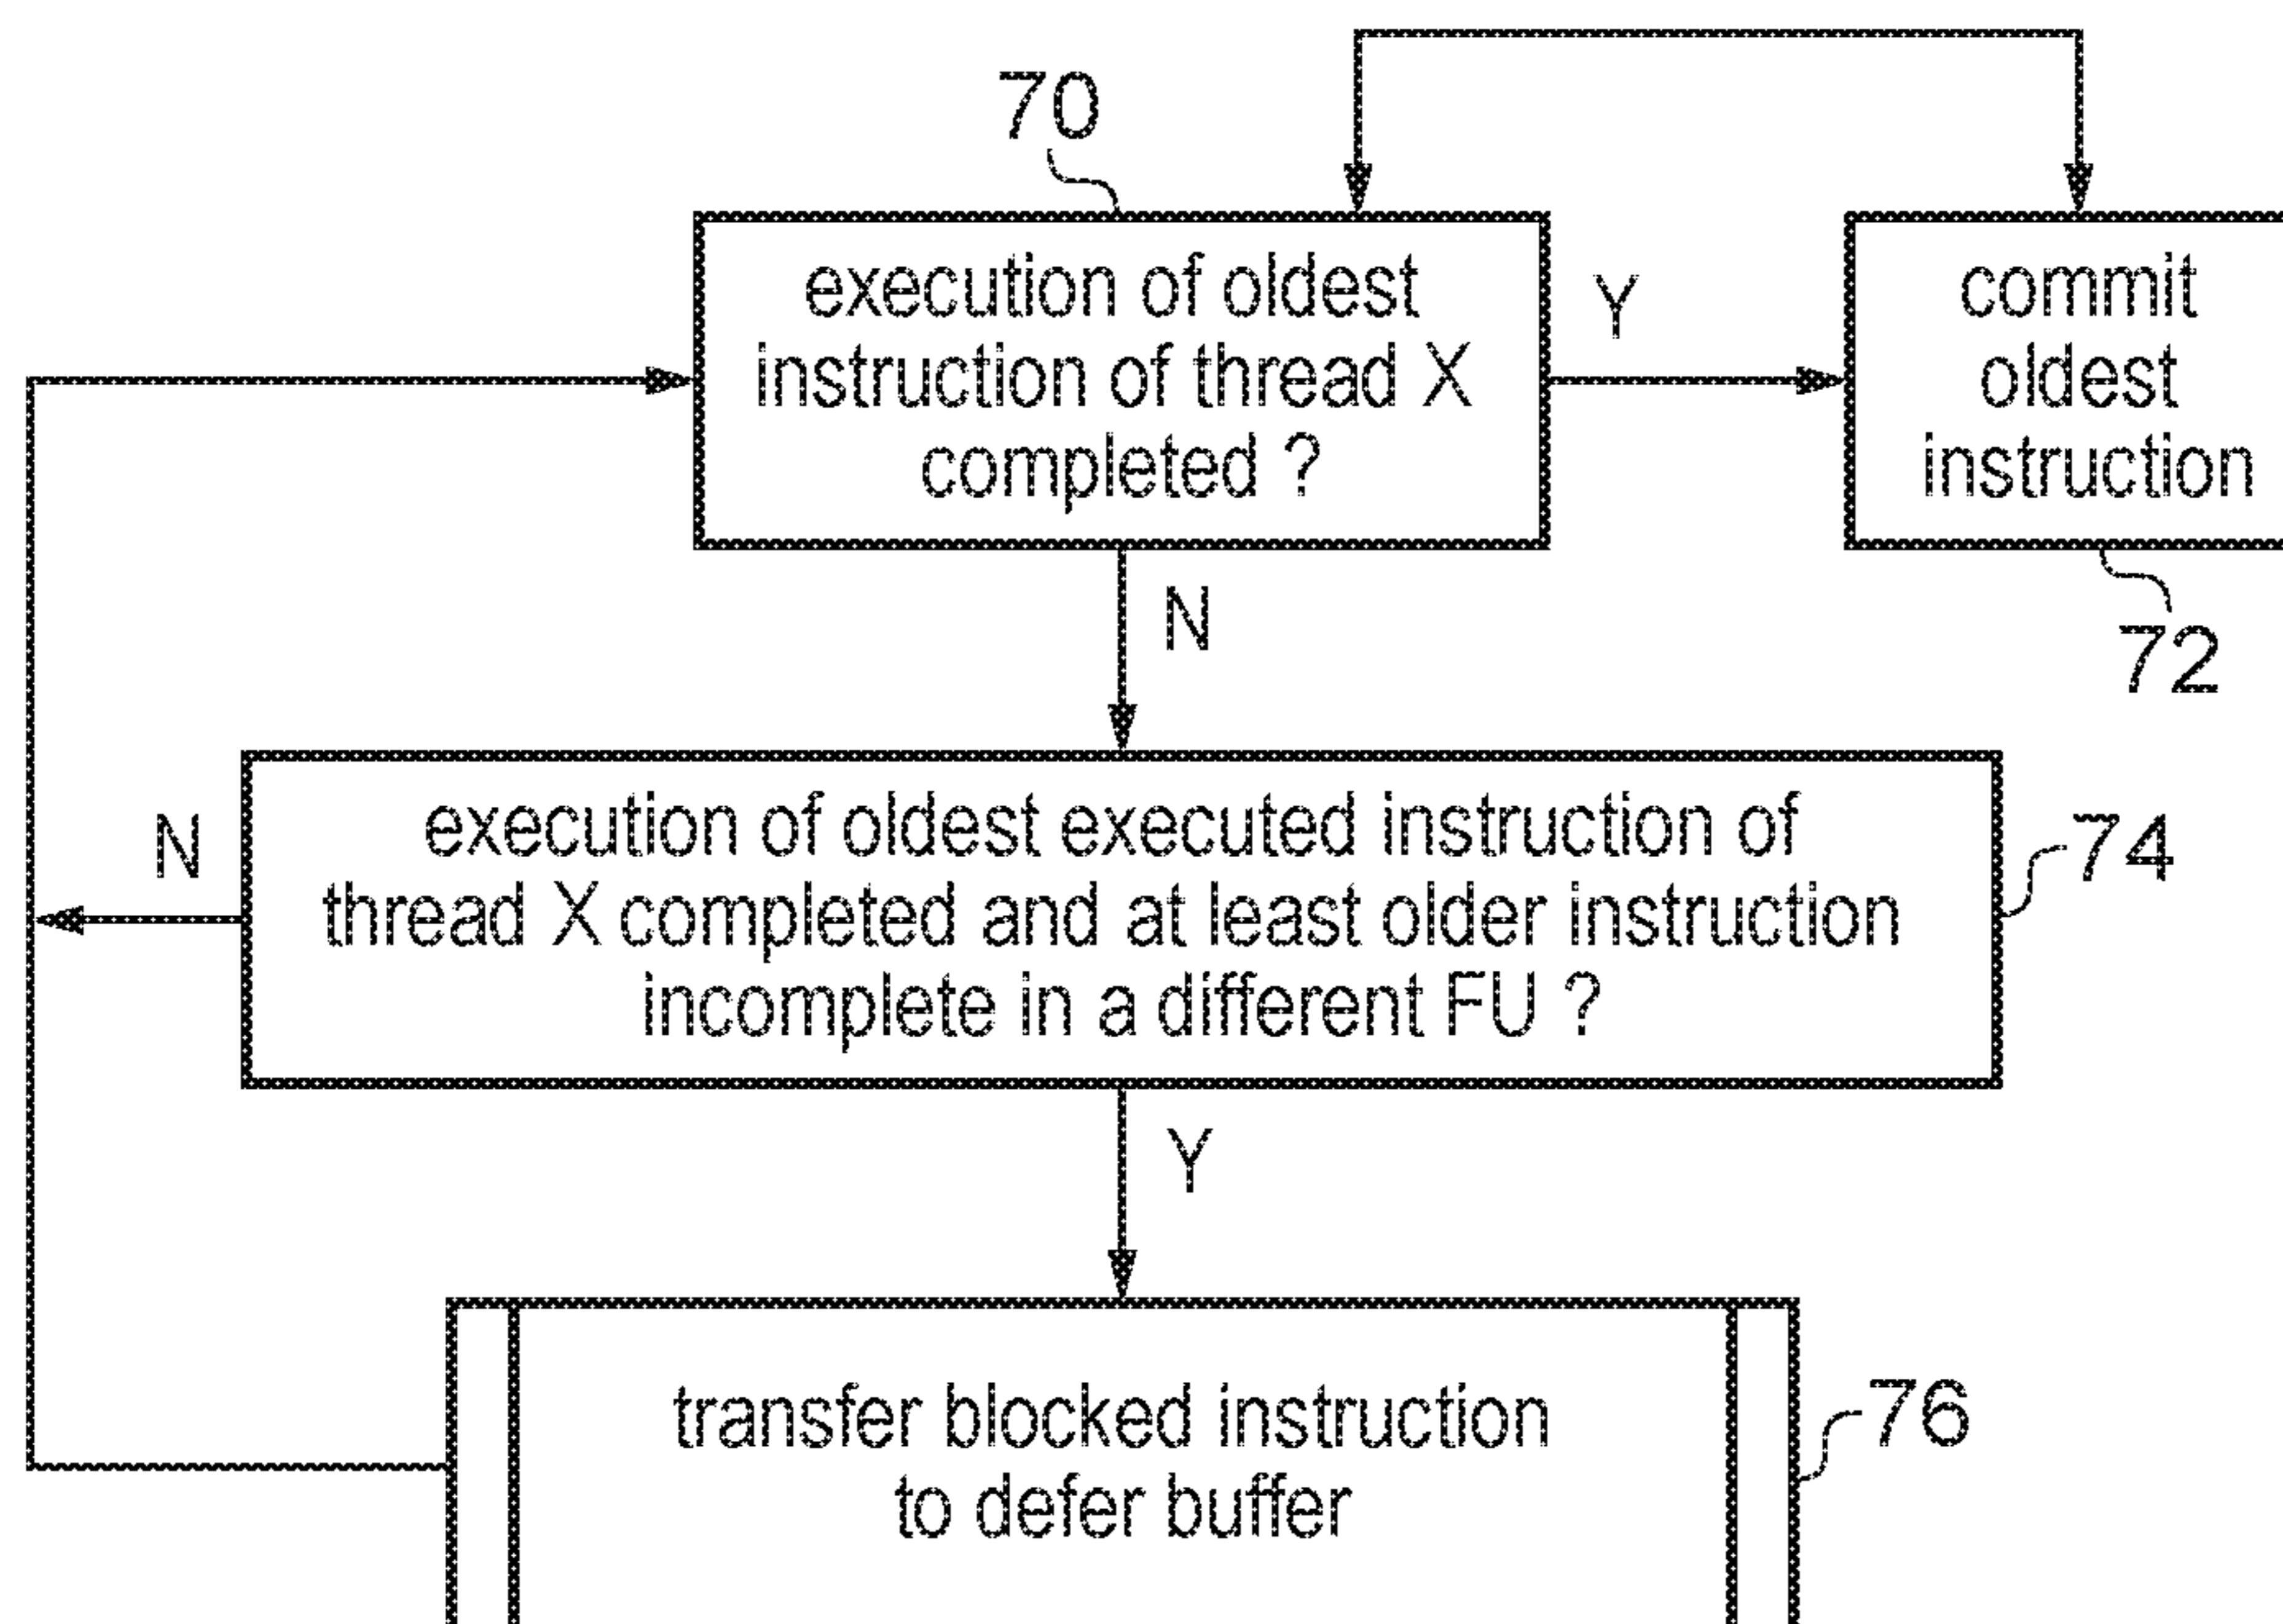 70
execution of oldest
instruction of thread X
completed ?
Y
commit
oldest
instruction
N
72
execution of oldest executed instruction of
thread X completed and at least older instruction
incomplete in a different FU ?
N
74
Y
transfer blocked instruction
to defer buffer
76